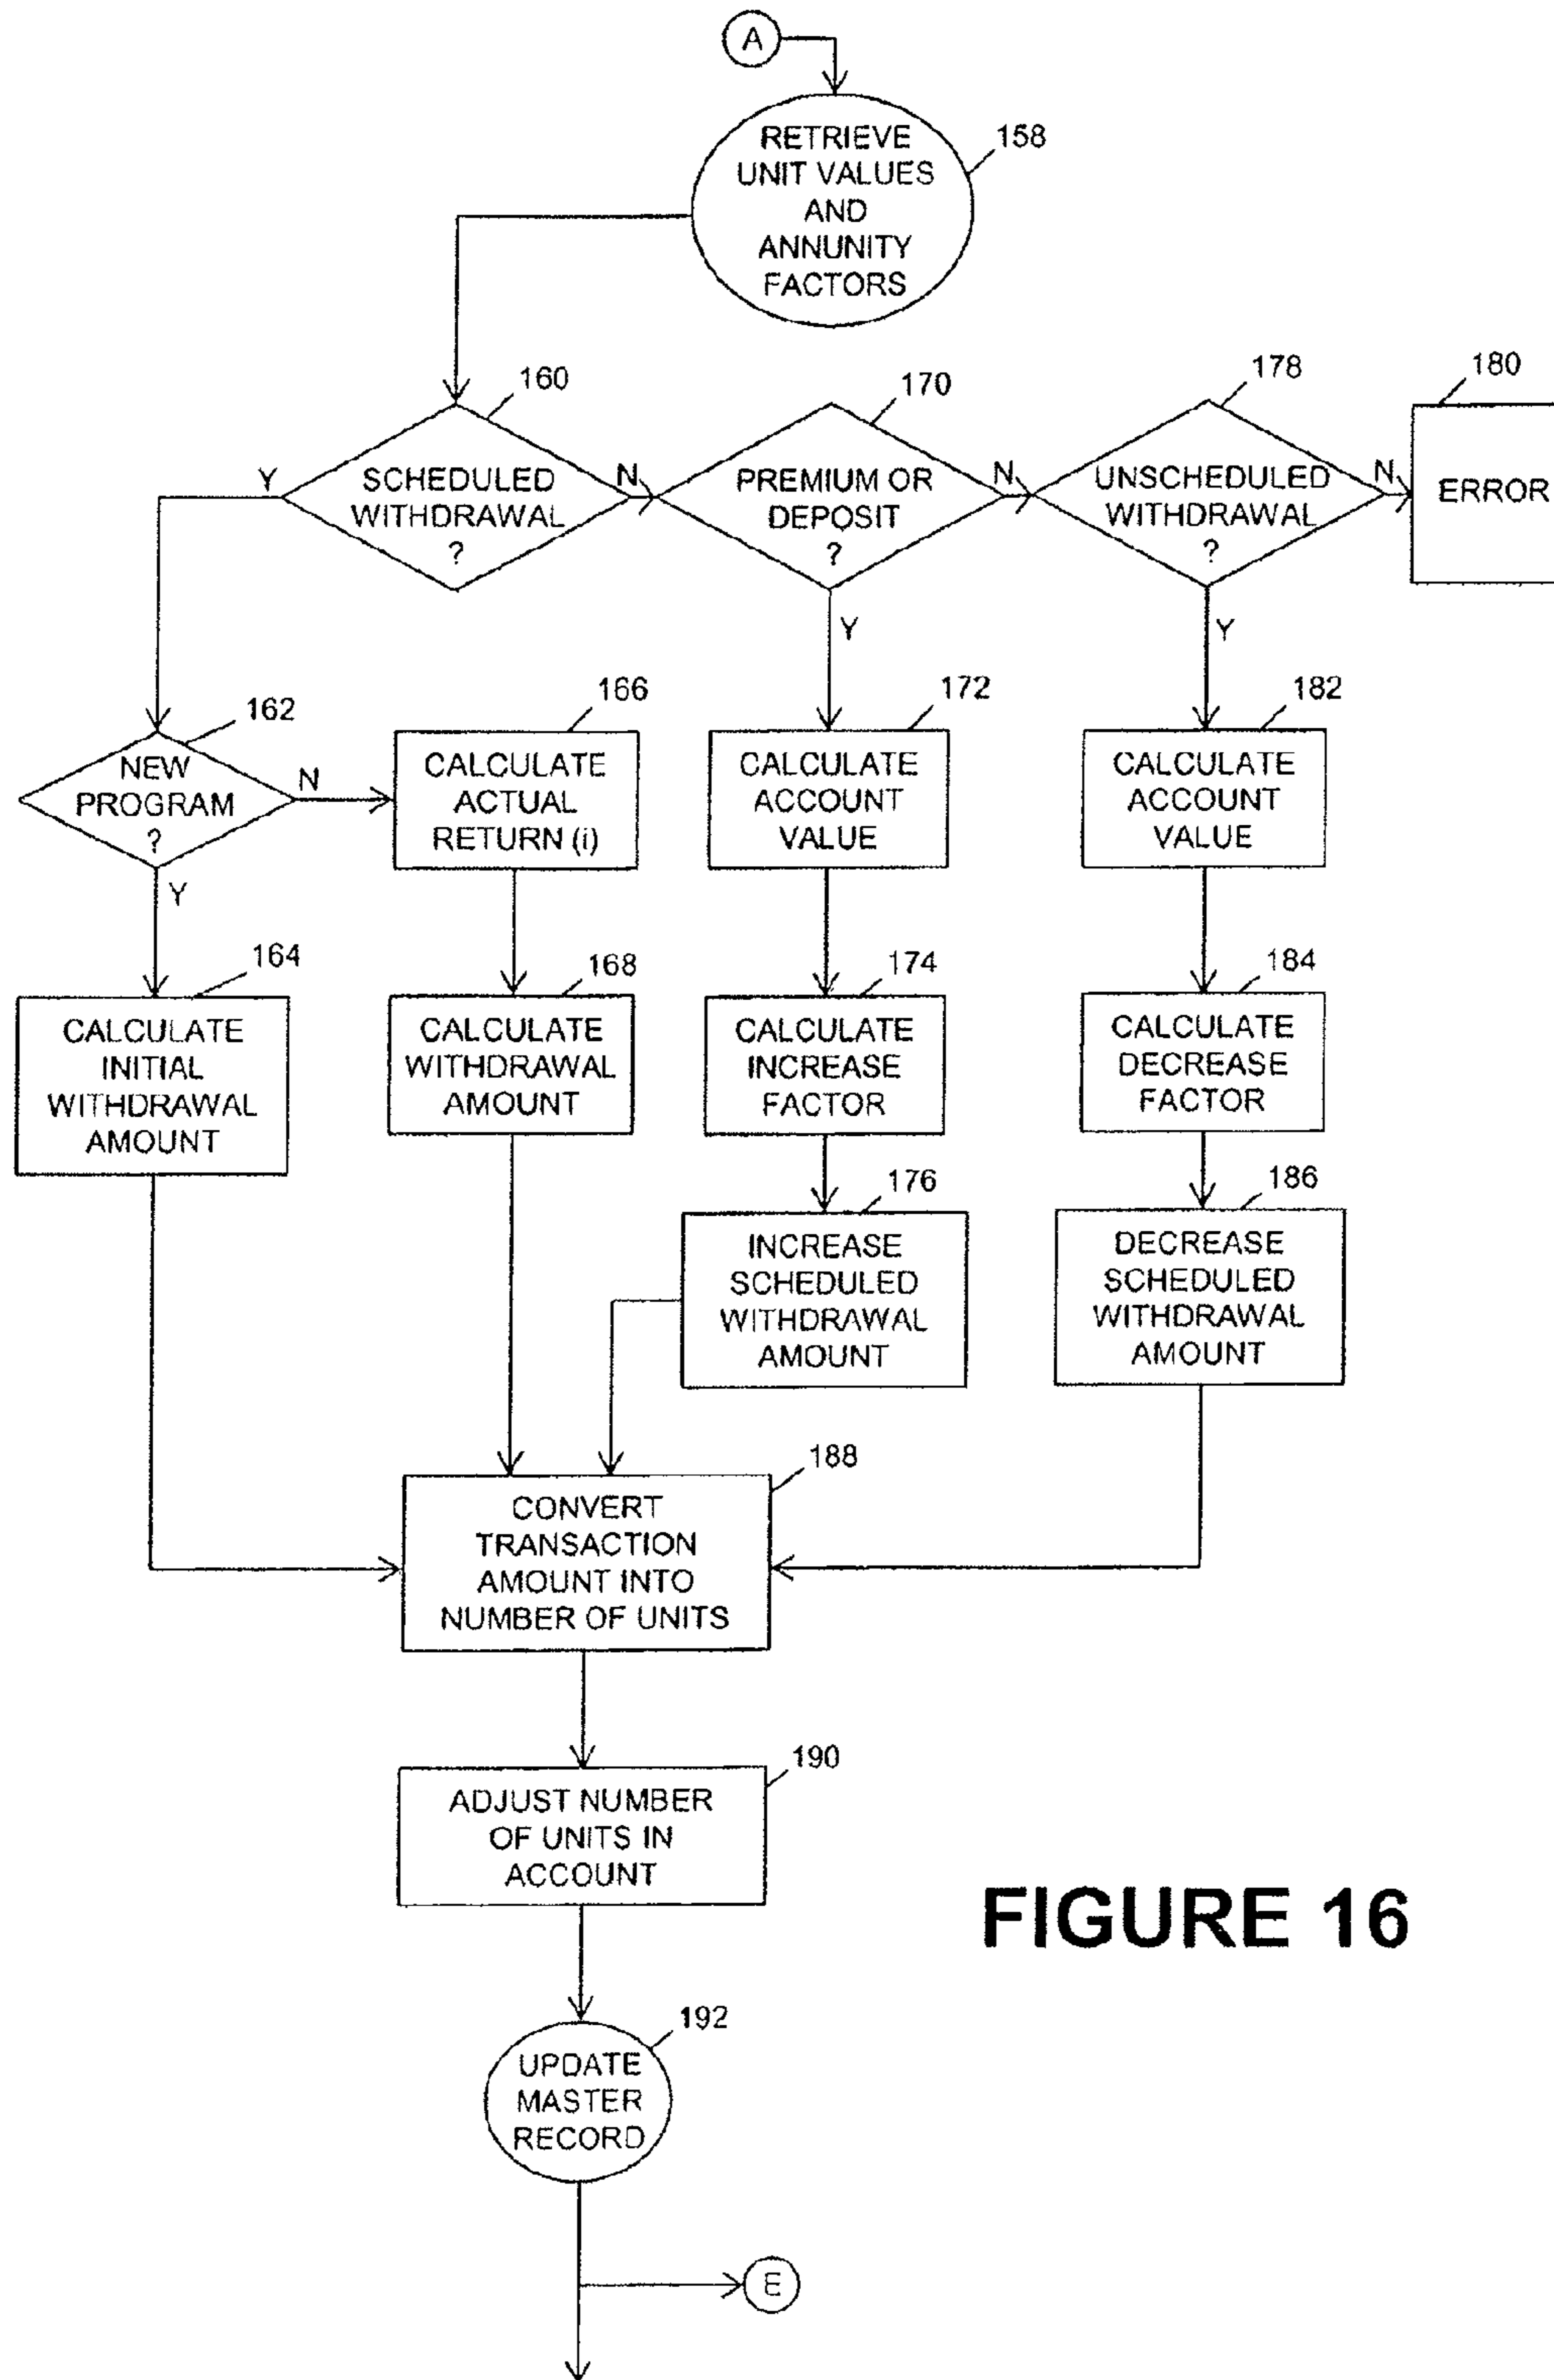 A
RETRIEVE
UNIT VALUES
AND
ANNUNITY
FACTORS
158
160
170
178
180
Y
SCHEDULED
WITHDRAWAL
?
N
PREMIUM OR
DEPOSIT
?
N
UNSCHEDULED
WITHDRAWAL
?
N
ERROR
Y
Y
162
NEW
PROGRAM
?
N
Y
166
CALCULATE
ACTUAL
RETURN (i)
172
CALCULATE
ACCOUNT
VALUE
182
CALCULATE
ACCOUNT
VALUE
164
CALCULATE
INITIAL
WITHDRAWAL
AMOUNT
168
CALCULATE
WITHDRAWAL
AMOUNT
174
CALCULATE
INCREASE
FACTOR
184
CALCULATE
DECREASE
FACTOR
176
INCREASE
SCHEDULED
WITHDRAWAL
AMOUNT
186
DECREASE
SCHEDULED
WITHDRAWAL
AMOUNT
188
CONVERT
TRANSACTION
AMOUNT INTO
NUMBER OF UNITS
190
ADJUST NUMBER
OF UNITS IN
ACCOUNT
FIGURE 16
192
UPDATE
MASTER
RECORD
E